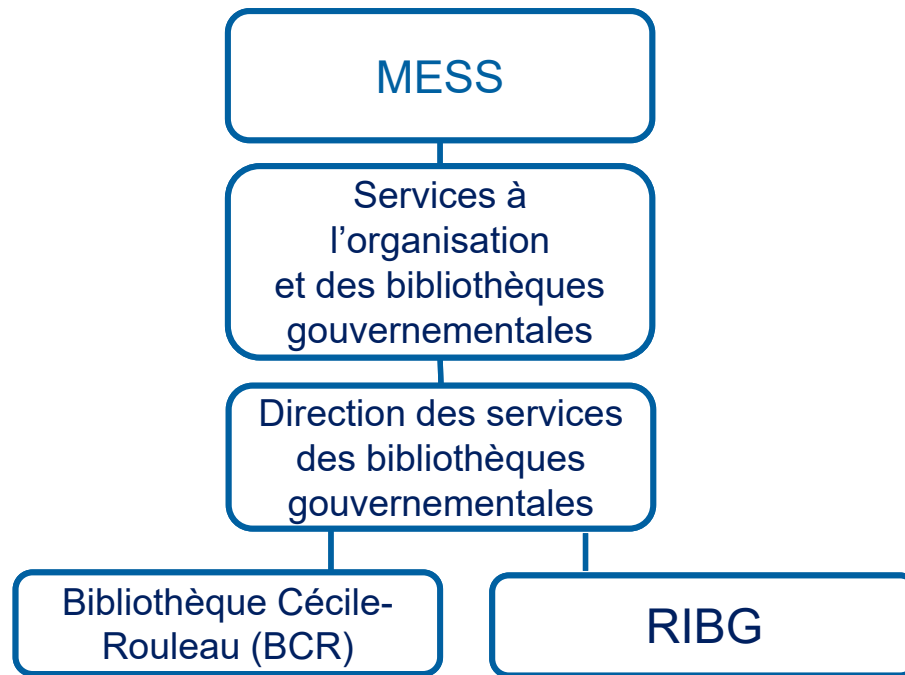 MESS
Services à
l’organisation
et des bibliothèques
gouvernementales
Direction des services
des bibliothèques
gouvernementales
Bibliothèque Cécile-
Rouleau (BCR)
RIBG